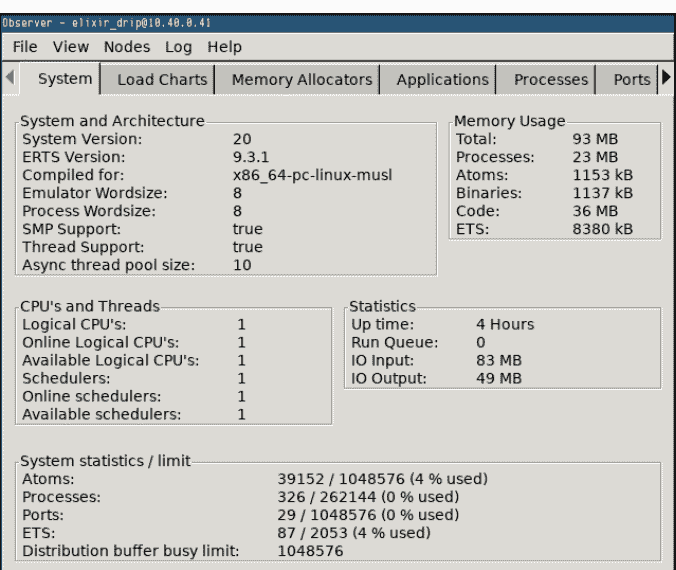 Observer - elixir_drip@10.40.0.41
File View Nodes Log Help
System Load Charts Memory Allocators Applications Processes Ports
System and Architecture
System Version: 20
ERTS Version: 9.3.1
Compiled for: x86_64-pc-linux-musl
Emulator Wordsize: 8
Process Wordsize: 8
SMP Support: true
Thread Support: true
Async thread pool size: 10
Memory Usage
Total: 93 MB
Processes: 23 MB
Atoms: 1153 kB
Binaries: 1137 kB
Code: 36 MB
ETS: 8380 kB
CPU's and Threads
Logical CPU's: 1
Online Logical CPU's: 1
Available Logical CPU's: 1
Schedulers: 1
Online schedulers: 1
Available schedulers: 1
Statistics
Up time: 4 Hours
Run Queue: 0
IO Input: 83 MB
IO Output: 49 MB
System statistics / limit
Atoms: 39152 / 1048576 (4 % used)
Processes: 326 / 262144 (0 % used)
Ports: 29 / 1048576 (0 % used)
ETS: 87 / 2053 (4 % used)
Distribution buffer busy limit: 1048576